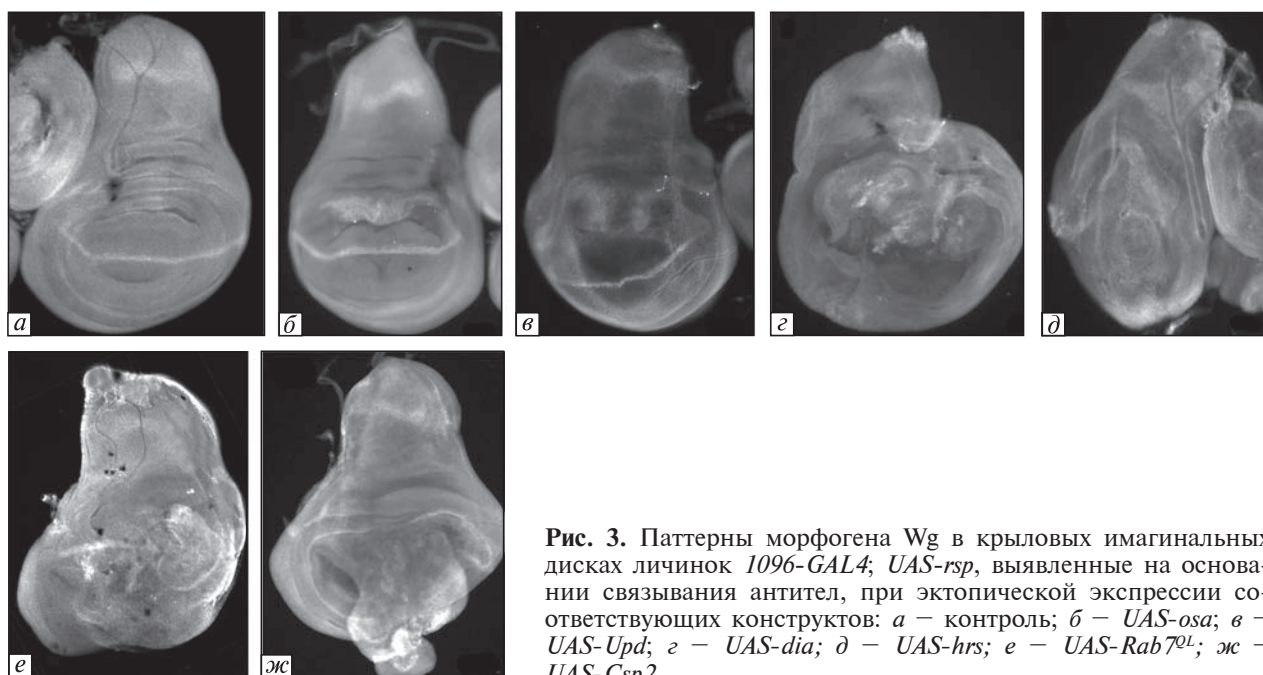 а
б
в
г
д
е
ж
Рис. 3. Паттерны морфогена Wg в крыловых имагинальных
дисках личинок 1096-GAL4; UAS-rsp, выявленные на основа-
нии связывания антител, при эктопической экспрессии со-
ответствующих конструктов: а — контроль; б — UAS-osa; в —
UAS-Upd; г — UAS-dia; д — UAS-hrs; е — UAS-Rab7QL; ж —
UAS-Csp2